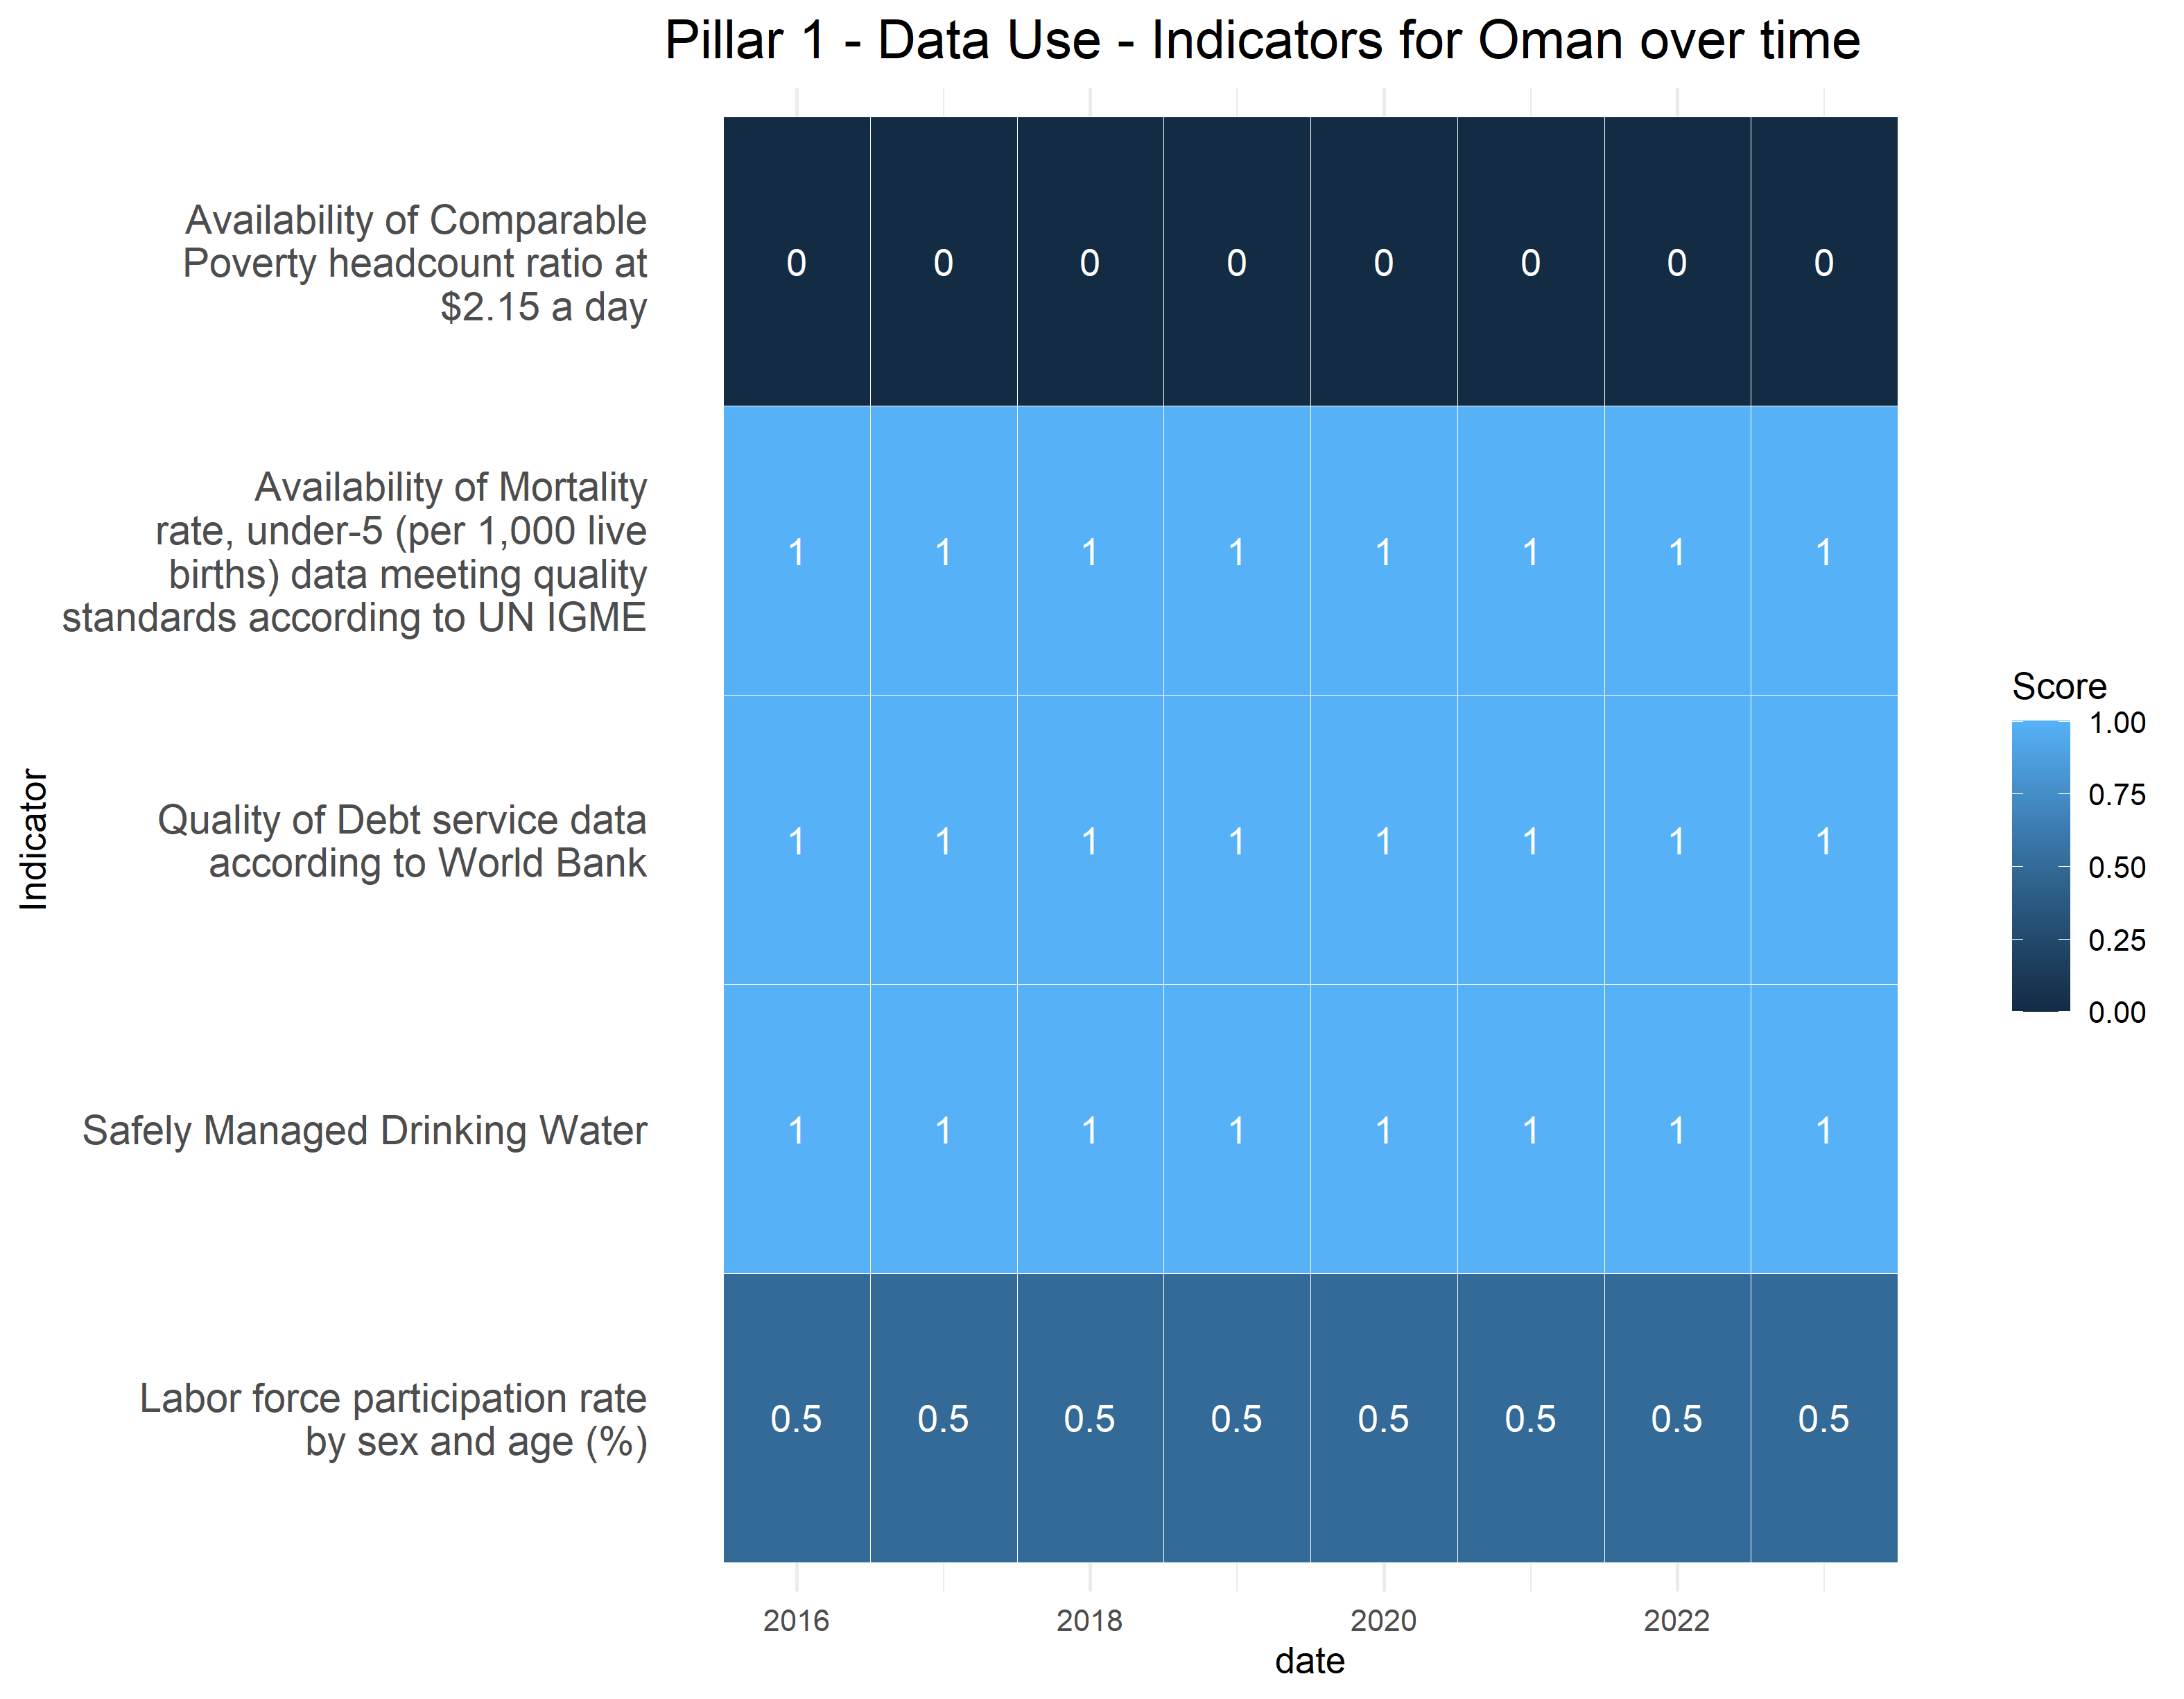 Pillar 1 - Data Use - Indicators for Oman over time
Indicator
Availability of Comparable
Poverty headcount ratio at
$2.15 a day
0 0 0 0 0 0 0 0
Availability of Mortality
rate, under-5 (per 1,000 live
births) data meeting quality
standards according to UN IGME
1 1 1 1 1 1 1 1
Quality of Debt service data
according to World Bank
1 1 1 1 1 1 1 1
Safely Managed Drinking Water
1 1 1 1 1 1 1 1
Labor force participation rate
by sex and age (%)
0.5 0.5 0.5 0.5 0.5 0.5 0.5 0.5
2016 2018 2020 2022
date
Score
1.00
0.75
0.50
0.25
0.00